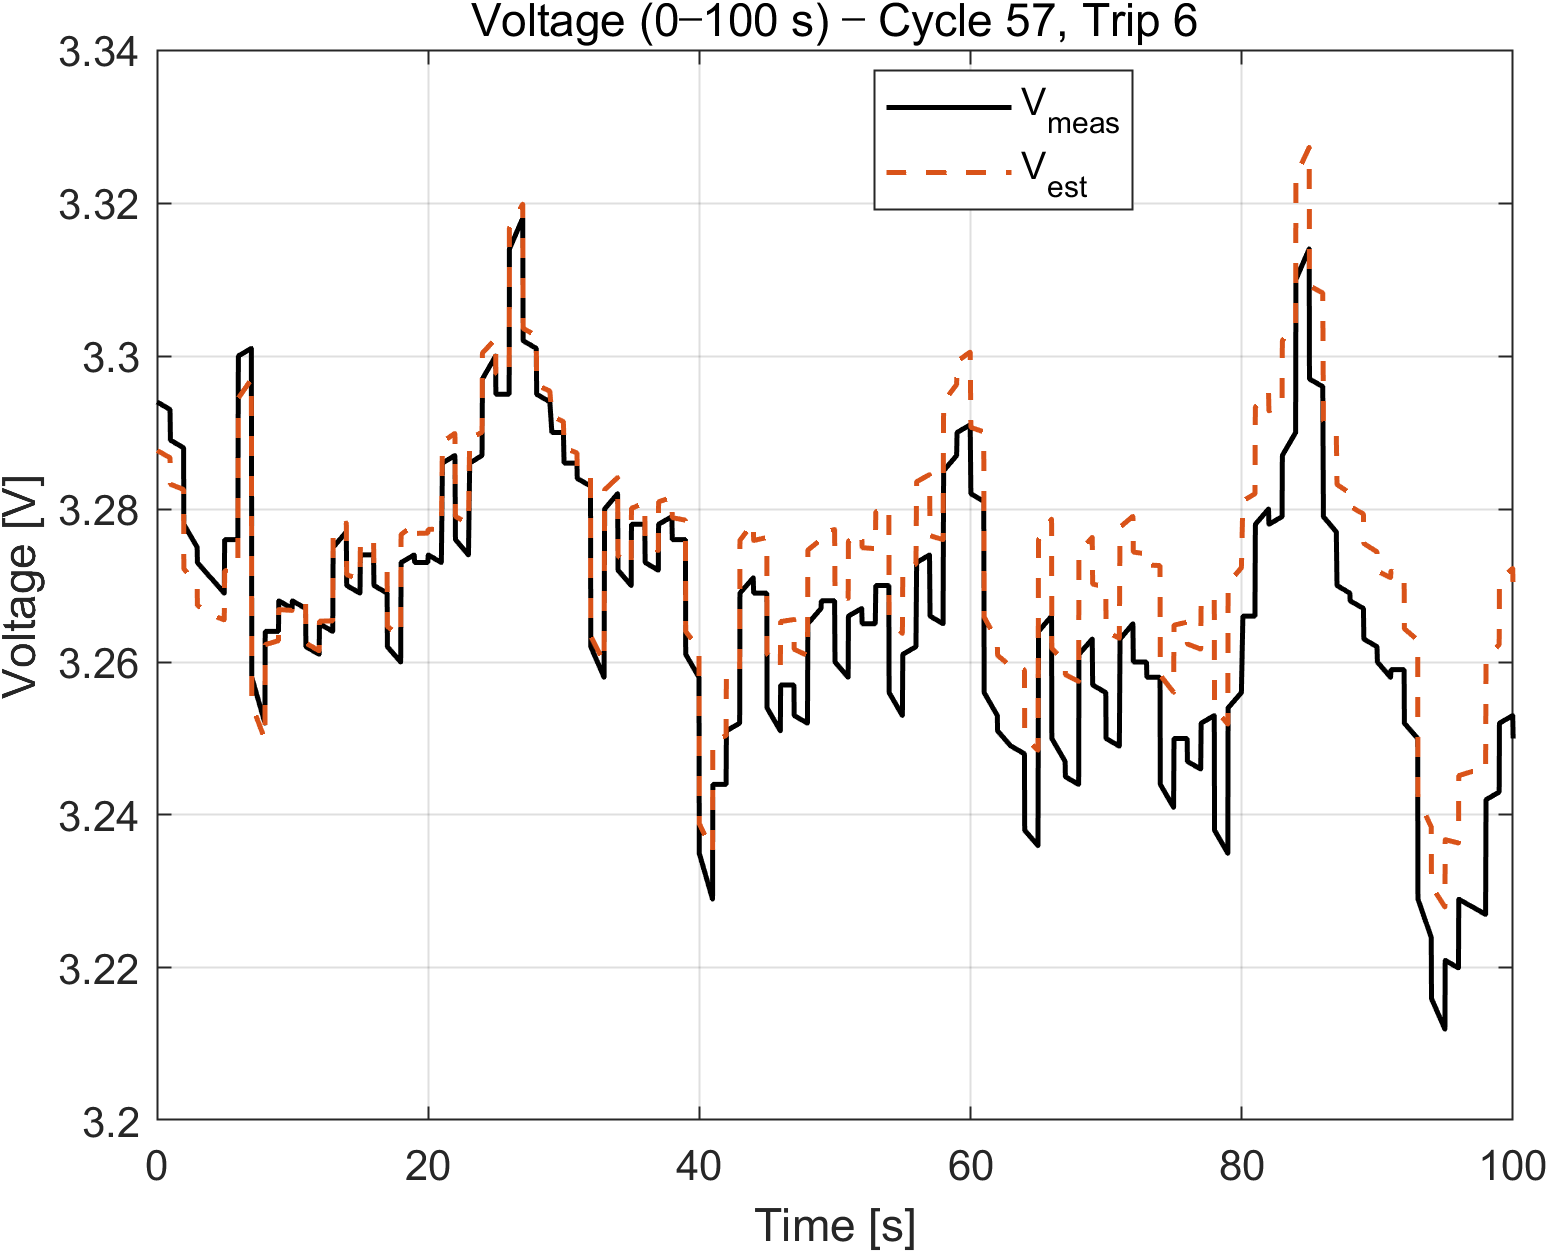 Voltage (0–100 s) – Cycle 57, Trip 6
3.34
3.32
3.3
3.28
3.26
3.24
3.22
3.2
Voltage [V]
V_meas
V_est
0 20 40 60 80 100
Time [s]